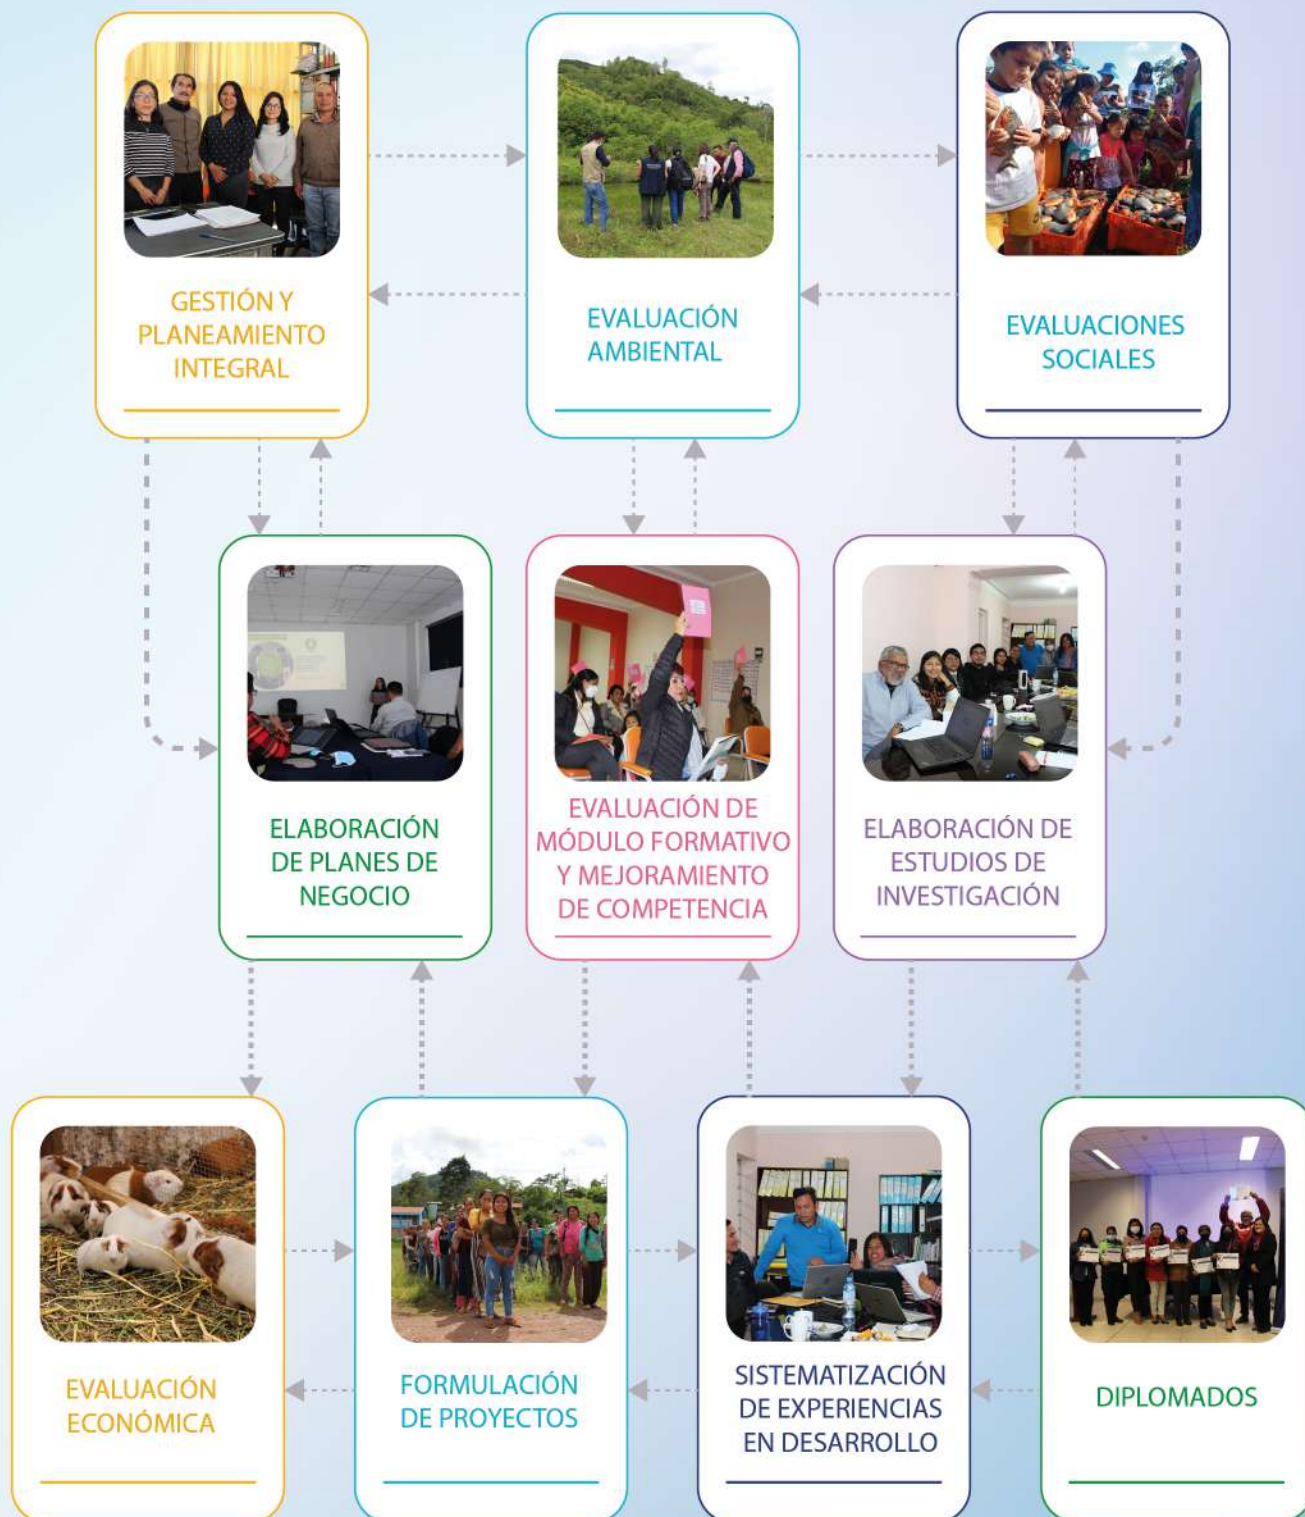 GESTIÓN Y
PLANEAMIENTO
INTEGRAL
EVALUACIÓN
AMBIENTAL
EVALUACIONES
SOCIALES
ELABORACIÓN
DE PLANES DE
NEGOCIO
EVALUACIÓN DE
MÓDULO FORMATIVO
Y MEJORAMIENTO
DE COMPETENCIA
ELABORACIÓN DE
ESTUDIOS DE
INVESTIGACIÓN
EVALUACIÓN
ECONÓMICA
FORMULACIÓN
DE PROYECTOS
SISTEMATIZACIÓN
DE EXPERIENCIAS
EN DESARROLLO
DIPLOMADOS